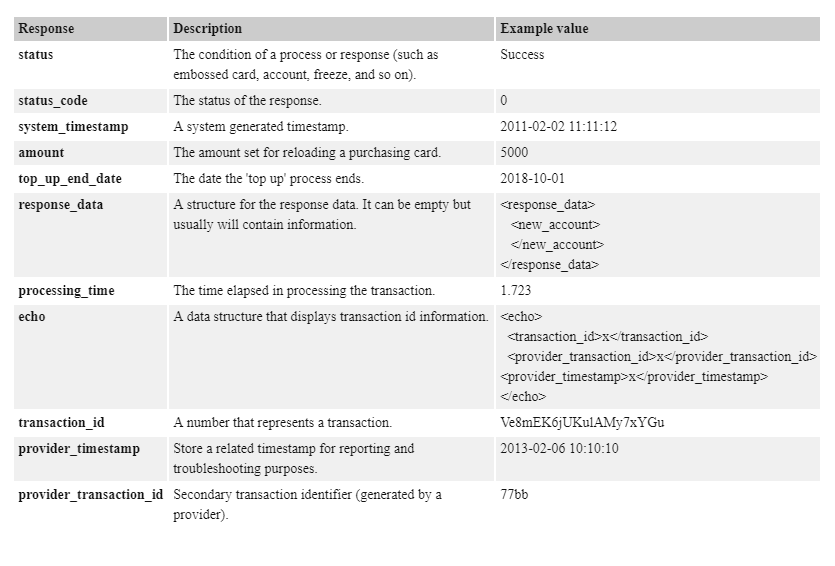 Response Description Example value
status The condition of a process or response (such as Success
embossed card, account, freeze, and so on).
status_code The status of the response. 0
system_timestamp A system generated timestamp. 2011-02-02 11:11:12
amount The amount set for reloading a purchasing card. 5000
top_up_end_date The date the 'top up' process ends. 2018-10-01
response_data A structure for the response data. It can be empty but <response_data>
usually will contain information. <new_account>
</new_account>
</response_data>
processing_time The time elapsed in processing the transaction. 1.723
echo A data structure that displays transaction id information. <echo>
<transaction_id>x</transaction_id>
<provider_transaction_id>x</provider_transaction_id>
<provider_timestamp>x</provider_timestamp>
</echo>
transaction_id A number that represents a transaction. Ve8mEK6jUKulAMy7xYGu
provider_timestamp Store a related timestamp for reporting and 2013-02-06 10:10:10
troubleshooting purposes.
provider_transaction_id Secondary transaction identifier (generated by a 77bb
provider).